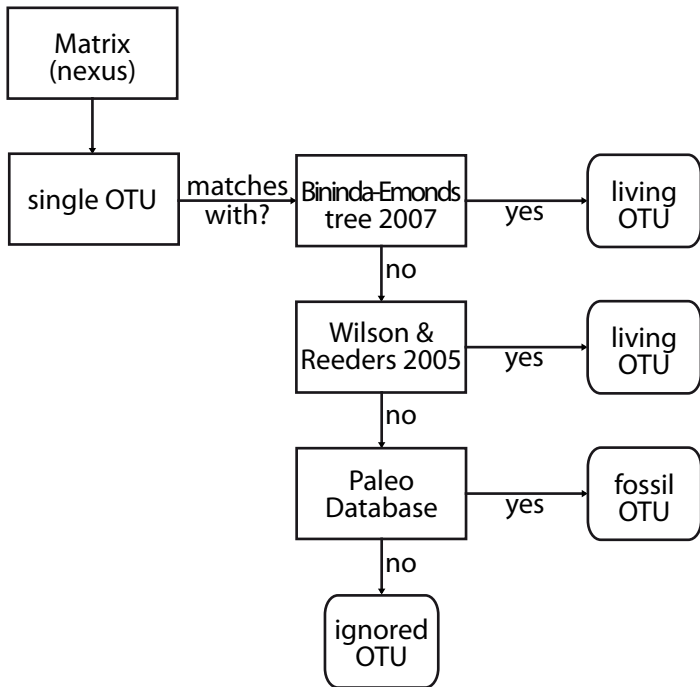 Matrix
(nexus)
single OTU
matches
with?
Bininda-Emonds
tree 2007
yes
living
OTU
no
Wilson &
Reeders 2005
yes
living
OTU
no
Paleo
Database
yes
fossil
OTU
no
ignored
OTU